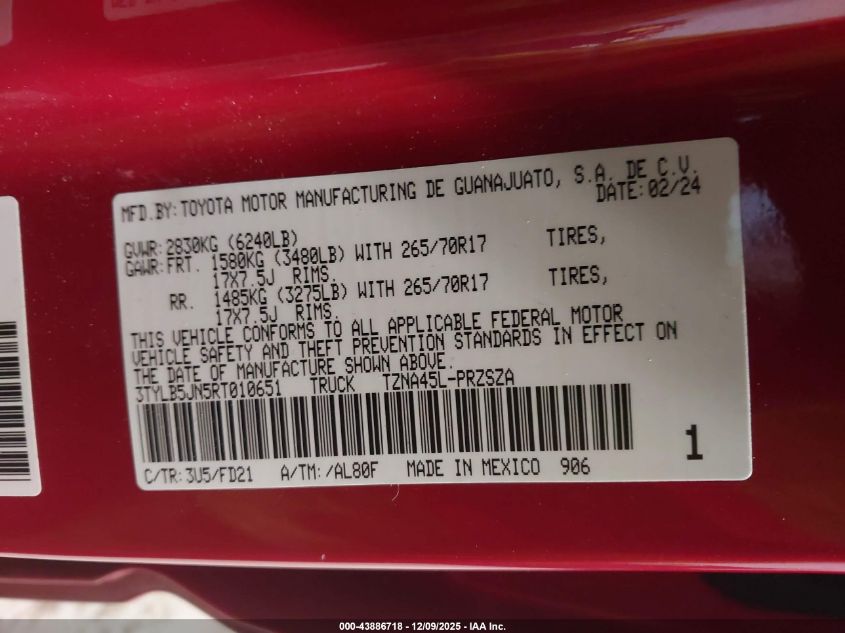 MFD.BY: TOYOTA MOTOR MANUFACTURING DE GUANAJUATO, S.A. DE C.V.
DATE: 02/24
GVWR: 2830KG (6240LB)
GAWR: FRT. 1580KG (3480LB) WITH 265/70R17 TIRES,
17X7.5J RIMS.
RR. 1485KG (3275LB) WITH 265/70R17 TIRES,
17X7.5J RIMS.
THIS VEHICLE CONFORMS TO ALL APPLICABLE FEDERAL MOTOR
VEHICLE SAFETY AND THEFT PREVENTION STANDARDS IN EFFECT ON
THE DATE OF MANUFACTURE SHOWN ABOVE.
3TYLB5JN5RT010651 TRUCK TZNA45L-PRZSZA
1
C/TR: 3U5/FD21 A/TM: /AL80F MADE IN MEXICO 906
000-43886718 | 12/09/2025 - IAA Inc.